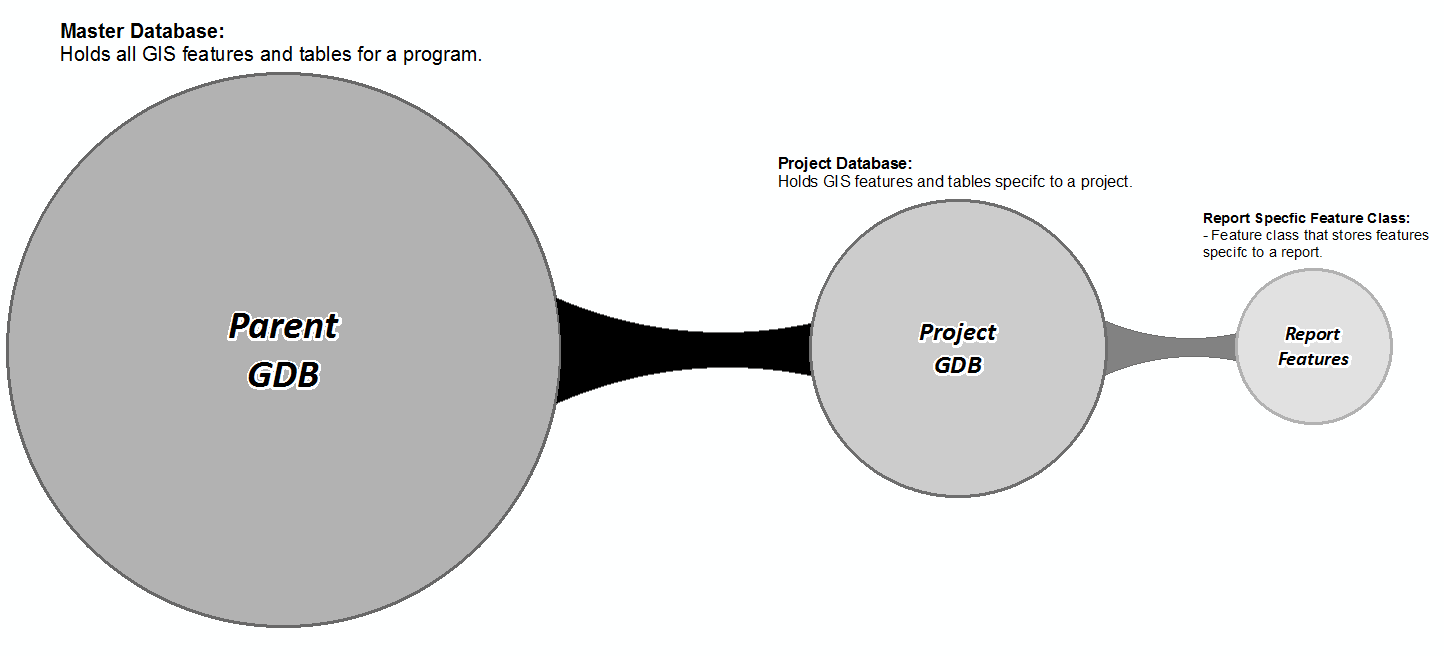 Master Database:
Holds all GIS features and tables for a program.
Project Database:
Holds GIS features and tables specifc to a project.
Report Specfic Feature Class:
- Feature class that stores features
specifc to a report.
Parent
GDB
Project
GDB
Report
Features